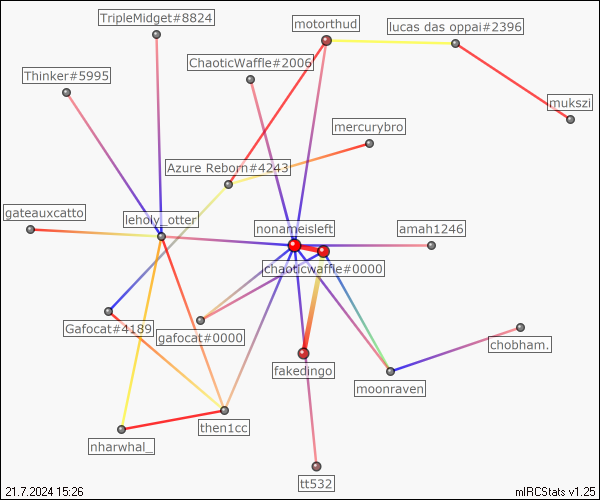 TripleMidget#8824
motorthud
lucas das oppai#2396
ChaoticWaffle#2006
Thinker#5995
mukszi
mercurybro
Azure Reborn#4243
gateauxcatto
leholy_otter
nonameisleft
amah1246
chaoticwaffle#0000
Gafocat#4189
gafocat#0000
chobham.
fakedingo
moonraven
then1cc
nharwhal_
tt532
21.7.2024 15:26
mIRCStats v1.25